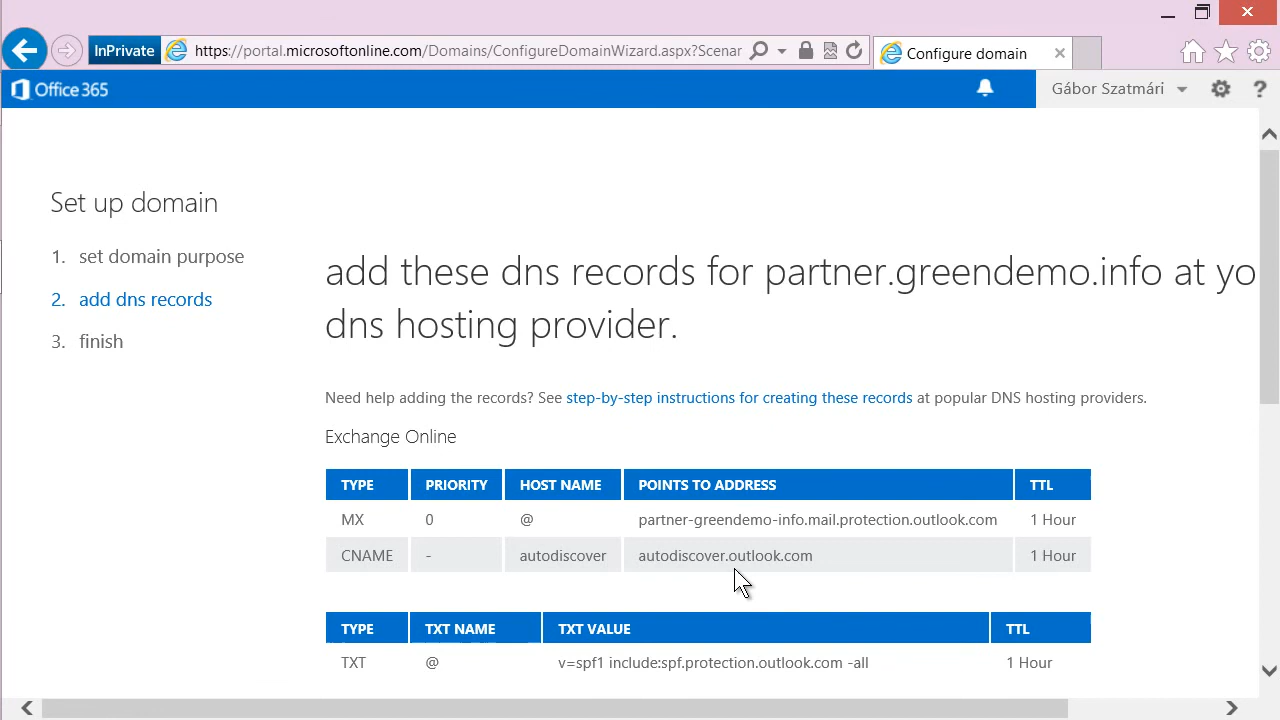 InPrivate
https://portal.microsoftonline.com/Domains/ConfigureDomainWizard.aspx?Scenar
Configure domain
Office 365
Gábor Szatmári
?
Set up domain
1. set domain purpose
2. add dns records
3. finish
add these dns records for partner.greendemo.info at yo
dns hosting provider.
Need help adding the records? See step-by-step instructions for creating these records at popular DNS hosting providers.
Exchange Online
TYPE PRIORITY HOST NAME POINTS TO ADDRESS TTL
MX 0 @ partner-greendemo-info.mail.protection.outlook.com 1 Hour
CNAME - autodiscover autodiscover.outlook.com 1 Hour
TYPE TXT NAME TXT VALUE TTL
TXT @ v=spf1 include:spf.protection.outlook.com -all 1 Hour